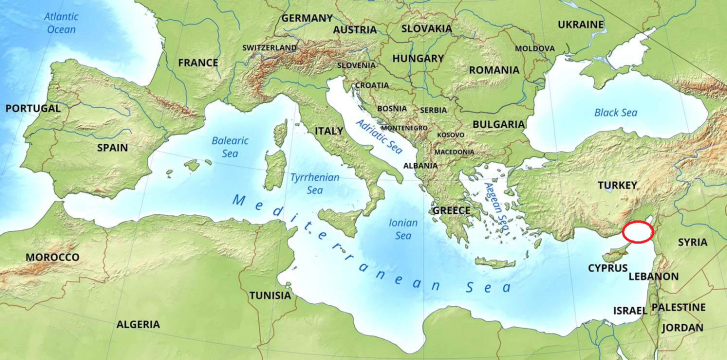 Atlantic
Ocean
GERMANY
AUSTRIA
SLOVAKIA
UKRAINE
SWITZERLAND
MOLDOVA
FRANCE
SLOVENIA
HUNGARY
ROMANIA
CROATIA
PORTUGAL
BOSNIA
SERBIA
Black Sea
SPAIN
Balearic
Sea
ITALY
Adriatic Sea
MONTENEGRO
KOSOVO
BULGARIA
MACEDONIA
ALBANIA
Tyrrhenian
Sea
TURKEY
Mediterranean Sea
GREECE
Aegean Sea
Ionian
Sea
SYRIA
MOROCCO
CYPRUS
LEBANON
TUNISIA
ISRAEL
PALESTINE
ALGERIA
JORDAN